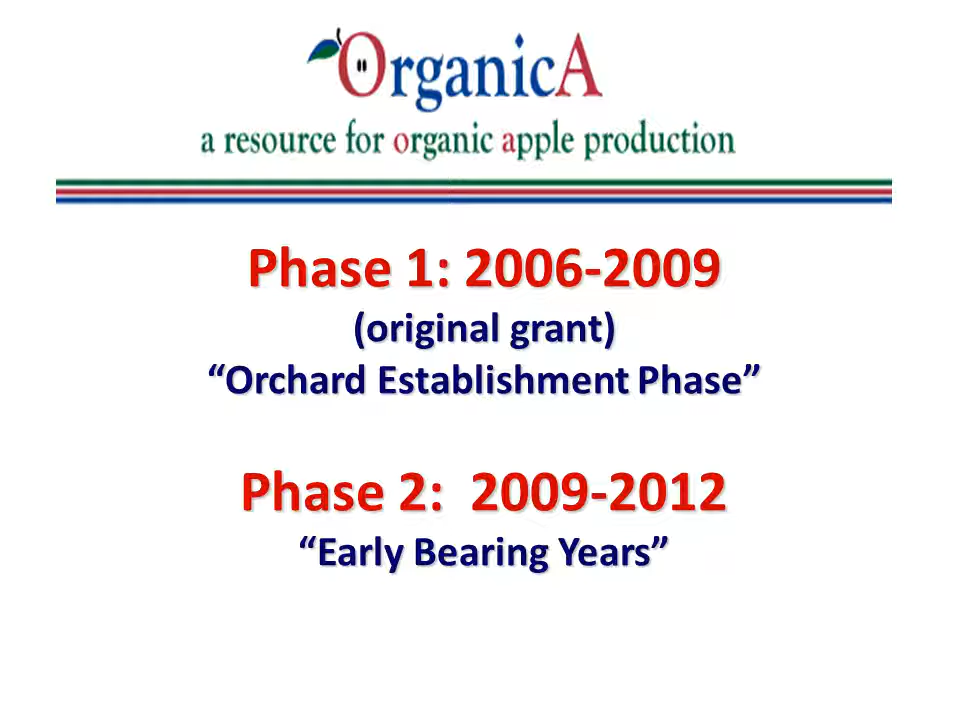 OrganicA
a resource for organic apple production
Phase 1: 2006-2009
(original grant)
“Orchard Establishment Phase”
Phase 2:  2009-2012
“Early Bearing Years”